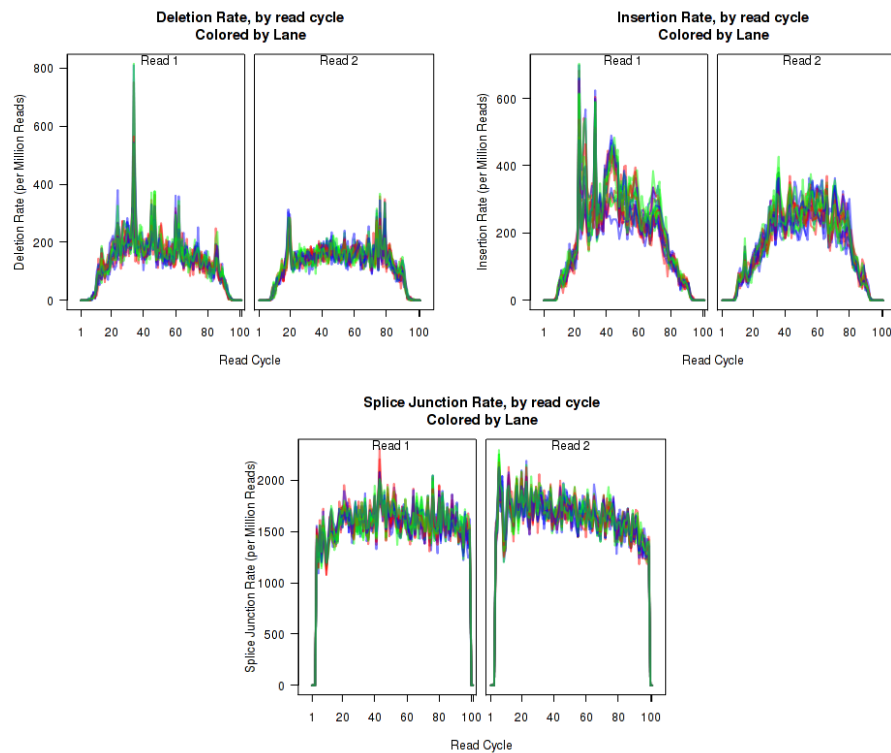 Deletion Rate, by read cycle
Colored by Lane
Read 1
Read 2
Deletion Rate (per Million Reads)
800
600
400
200
0
1
20
40
60
80
100
1
20
40
60
80
100
Read Cycle
Insertion Rate, by read cycle
Colored by Lane
Read 1
Read 2
Insertion Rate (per Million Reads)
600
400
200
0
1
20
40
60
80
100
1
20
40
60
80
100
Read Cycle
Splice Junction Rate, by read cycle
Colored by Lane
Read 1
Read 2
Splice Junction Rate (per Million Reads)
2000
1500
1000
500
0
1
20
40
60
80
100
1
20
40
60
80
100
Read Cycle